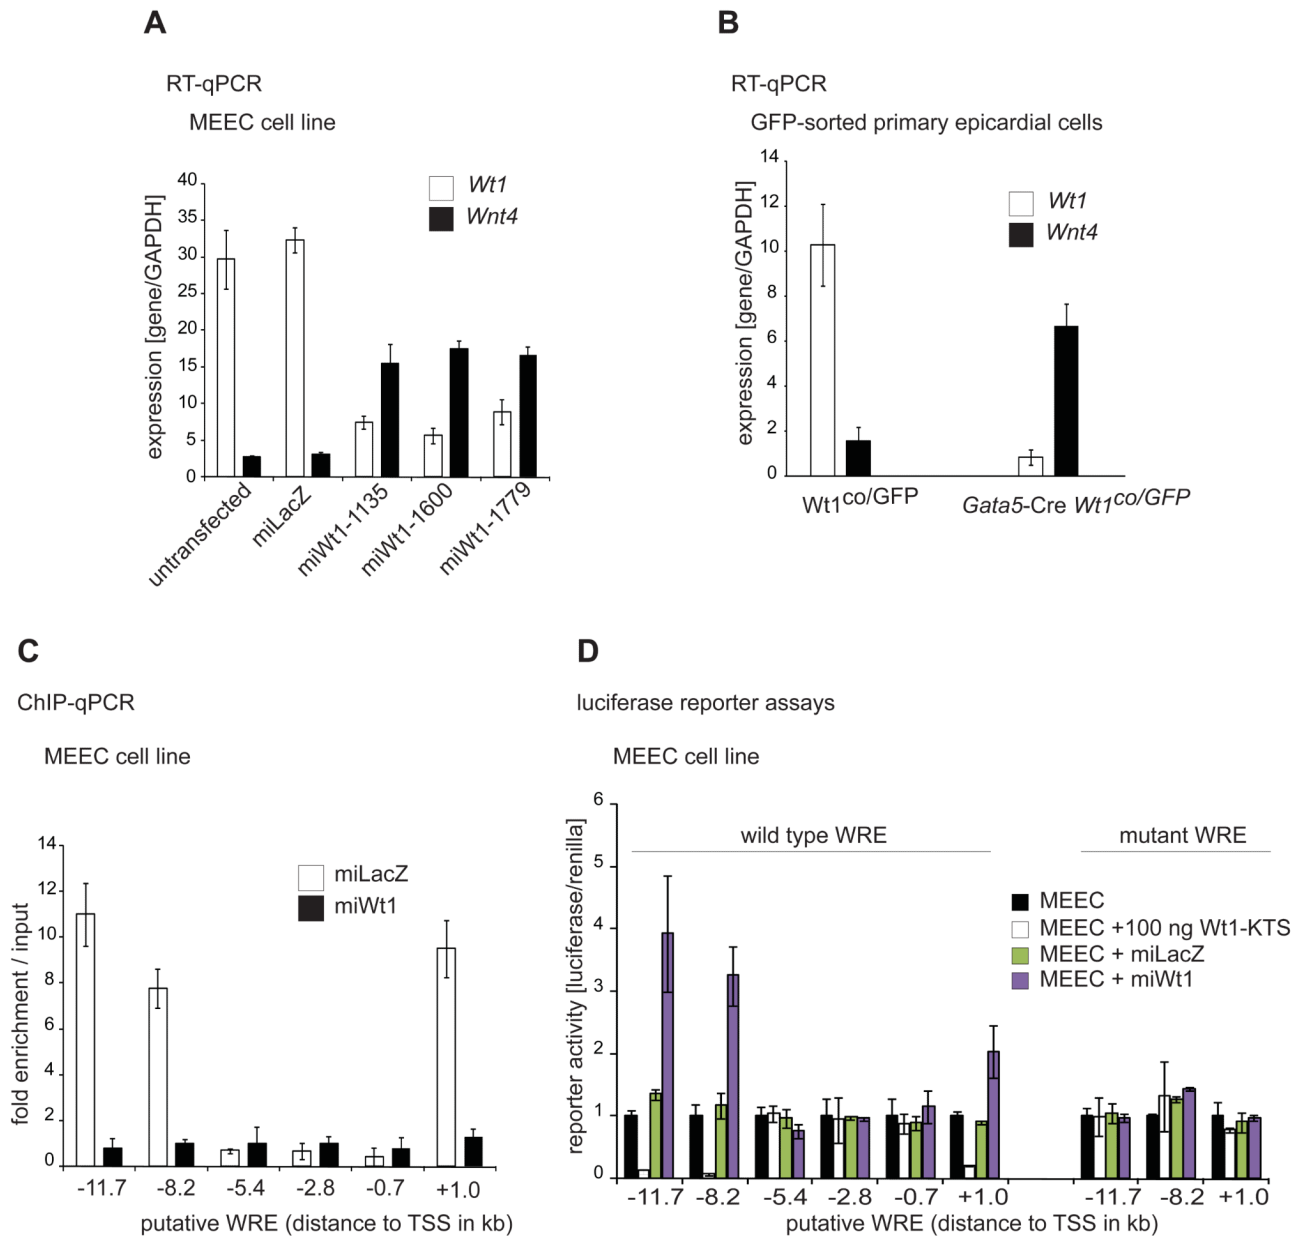 A
RT-qPCR
MEEC cell line
expression [gene/GAPDH]
40
35
30
25
20
15
10
5
0
Wt1
Wnt4
untransfected
miLacZ
miWt1-1135
miWt1-1600
miWt1-1779
B
RT-qPCR
GFP-sorted primary epicardial cells
expression [gene/GAPDH]
14
12
10
8
6
4
2
0
Wt1
Wnt4
Wt1co/GFP
Gata5-Cre Wt1co/GFP
C
ChIP-qPCR
MEEC cell line
fold enrichment / input
14
12
10
8
6
4
2
0
miLacZ
miWt1
-11.7 -8.2 -5.4 -2.8 -0.7 +1.0
putative WRE (distance to TSS in kb)
D
luciferase reporter assays
MEEC cell line
reporter activity [luciferase/renilla]
6
5
4
3
2
1
0
wild type WRE
mutant WRE
MEEC
MEEC +100 ng Wt1-KTS
MEEC + miLacZ
MEEC + miWt1
-11.7 -8.2 -5.4 -2.8 -0.7 +1.0 -11.7 -8.2 +1.0
putative WRE (distance to TSS in kb)